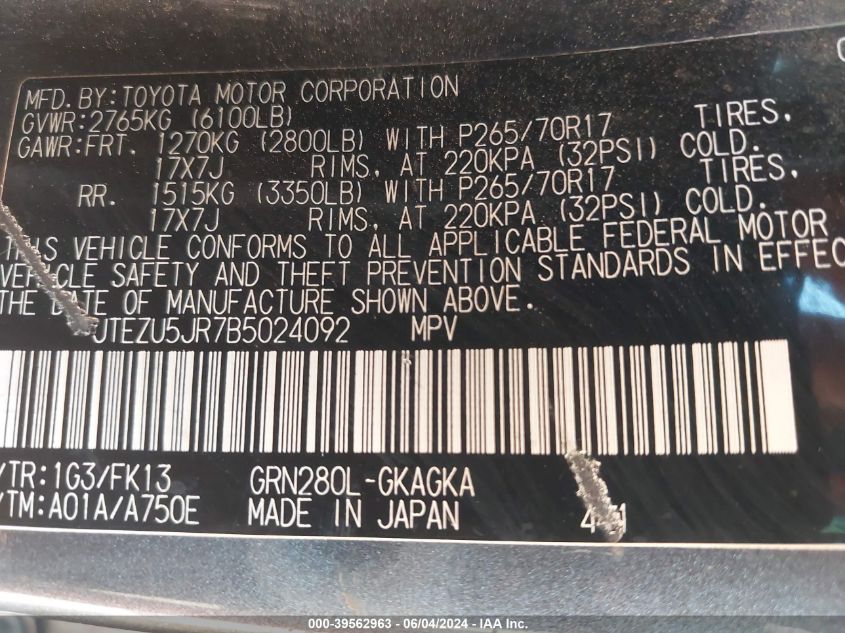 MFD. BY: TOYOTA MOTOR CORPORATION
GVWR: 2765KG (6100LB)
GAWR: FRT. 1270KG (2800LB) WITH P265/70R17 TIRES,
17X7J RIMS, AT 220KPA (32PSI) COLD.
RR. 1515KG (3350LB) WITH P265/70R17 TIRES,
17X7J RIMS, AT 220KPA (32PSI) COLD.
THIS VEHICLE CONFORMS TO ALL APPLICABLE FEDERAL MOTOR
VEHICLE SAFETY AND THEFT PREVENTION STANDARDS IN EFFEC
THE DATE OF MANUFACTURE SHOWN ABOVE.
JTEZU5JR7B5024092 MPV
/TR: 1G3/FK13 GRN280L-GKAGKA
/TM: A01A/A750E MADE IN JAPAN
000-39562963 - 06/04/2024 - IAA Inc.